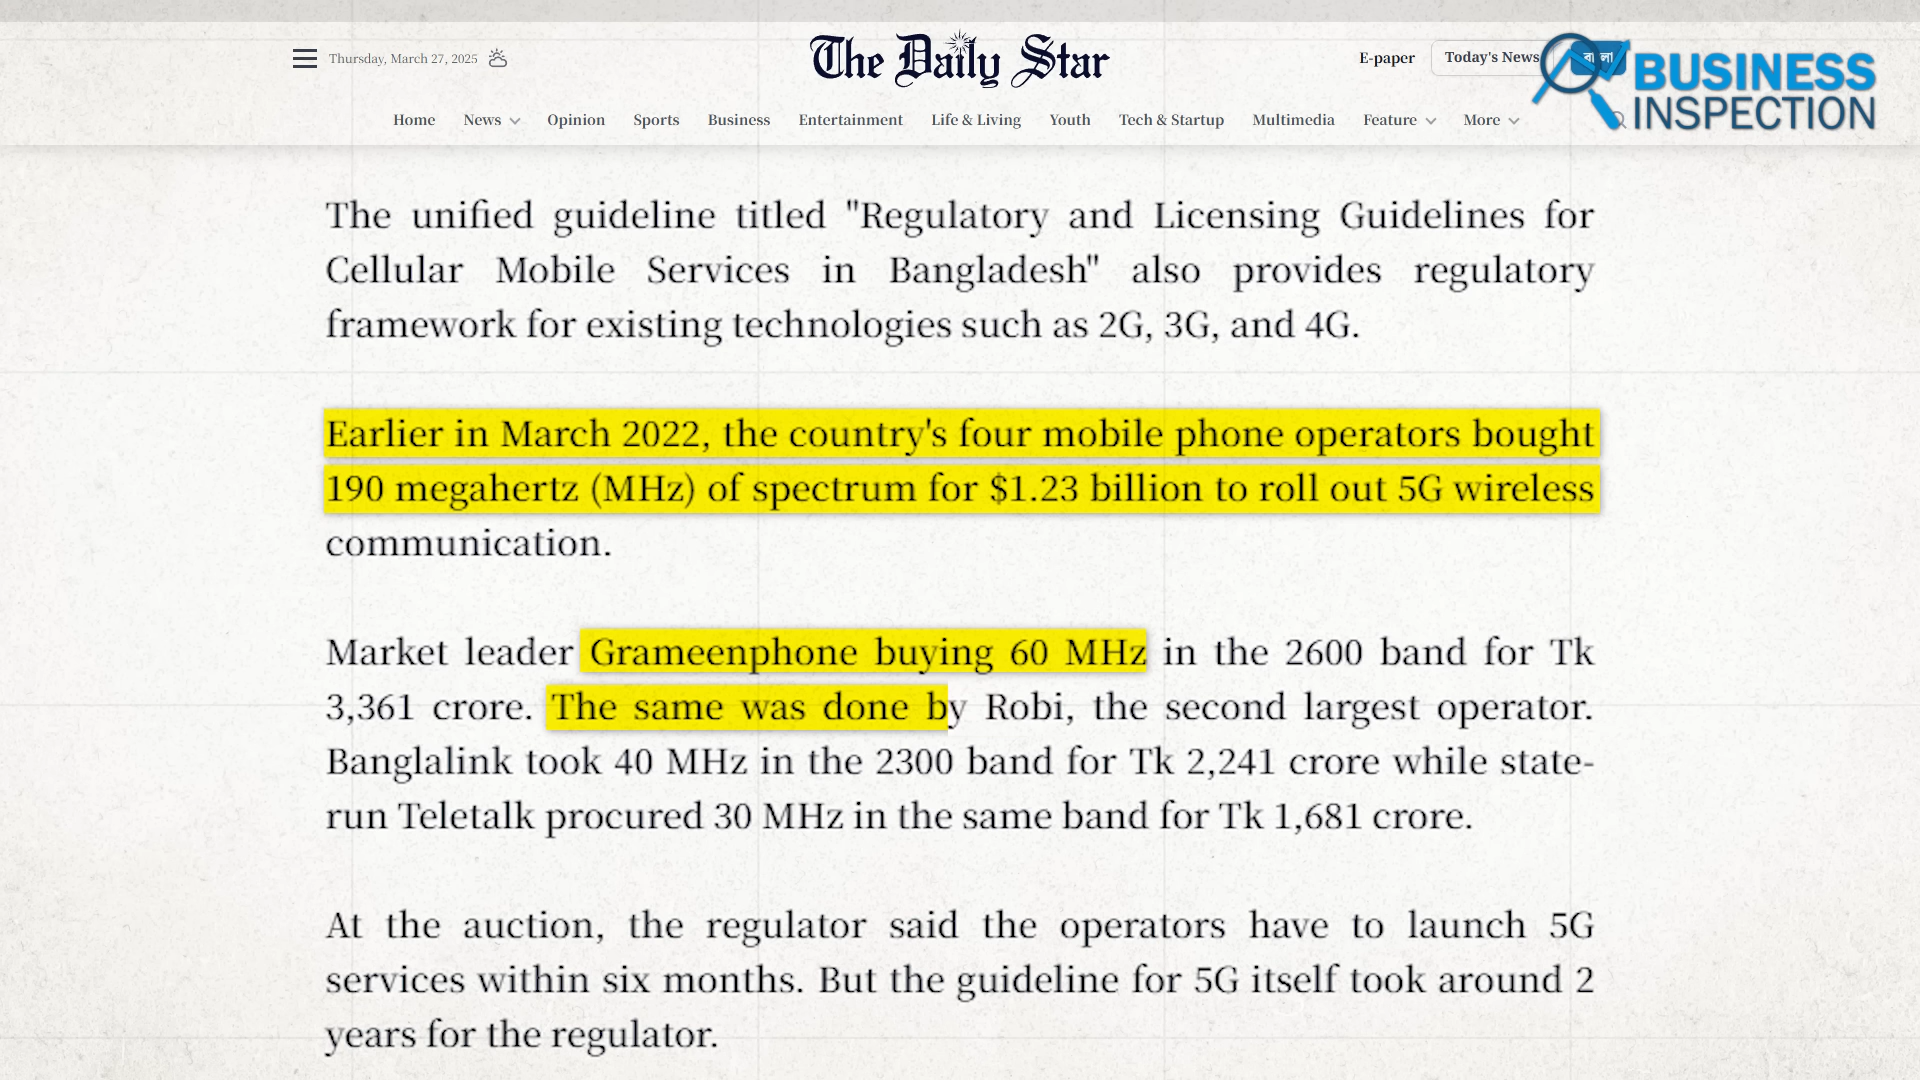 Thursday, March 27, 2025
The Daily Star
E-paper
Today's News
বাংলা
BUSINESS
INSPECTION
Home News Opinion Sports Business Entertainment Life & Living Youth Tech & Startup Multimedia Feature More
The unified guideline titled "Regulatory and Licensing Guidelines for
Cellular Mobile Services in Bangladesh" also provides regulatory
framework for existing technologies such as 2G, 3G, and 4G.
Earlier in March 2022, the country's four mobile phone operators bought
190 megahertz (MHz) of spectrum for $1.23 billion to roll out 5G wireless
communication.
Market leader Grameenphone buying 60 MHz in the 2600 band for Tk
3,361 crore. The same was done by Robi, the second largest operator.
Banglalink took 40 MHz in the 2300 band for Tk 2,241 crore while state-
run Teletalk procured 30 MHz in the same band for Tk 1,681 crore.
At the auction, the regulator said the operators have to launch 5G
services within six months. But the guideline for 5G itself took around 2
years for the regulator.